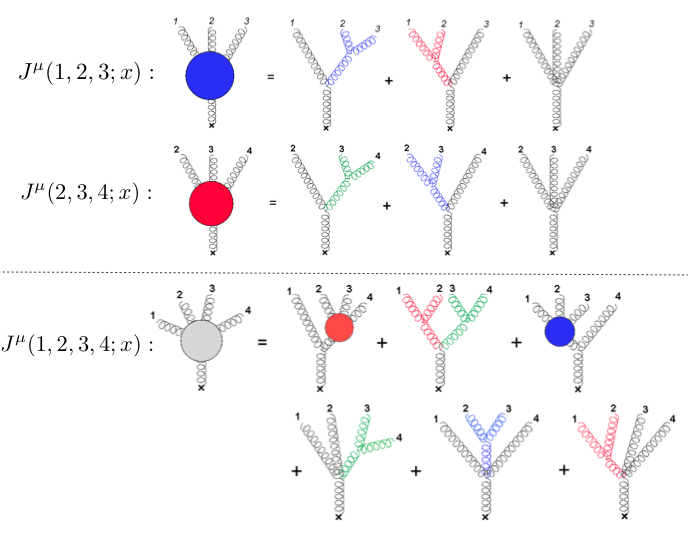 1 2 3 1 2 3 1 2 3 1 2 3
J^μ(1, 2, 3; x) : = + +
2 3 4 2 3 4 2 3 4 2 3 4
J^μ(2, 3, 4; x) : = + +
1 2 3 4 1 2 3 4 1 2 3 4 1 2 3 4
J^μ(1, 2, 3, 4; x) : = + +
1 2 3 4 1 2 3 4 1 2 3 4
+ + +